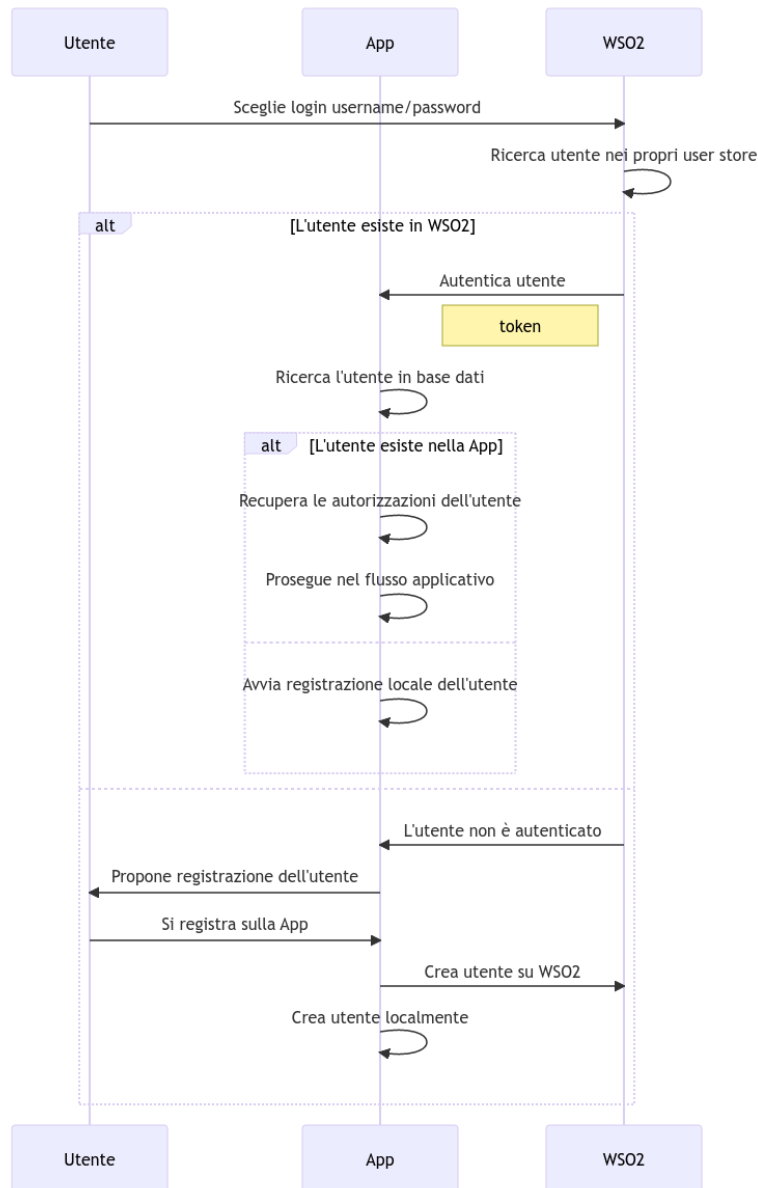 Utente
App
WSO2
Sceglie login username/password
Ricerca utente nei propri user store
alt
[L'utente esiste in WSO2]
Autentica utente
token
Ricerca l'utente in base dati
alt
[L'utente esiste nella App]
Recupera le autorizzazioni dell'utente
Prosegue nel flusso applicativo
Avvia registrazione locale dell'utente
L'utente non è autenticato
Propone registrazione dell'utente
Si registra sulla App
Crea utente su WSO2
Crea utente localmente
Utente
App
WSO2